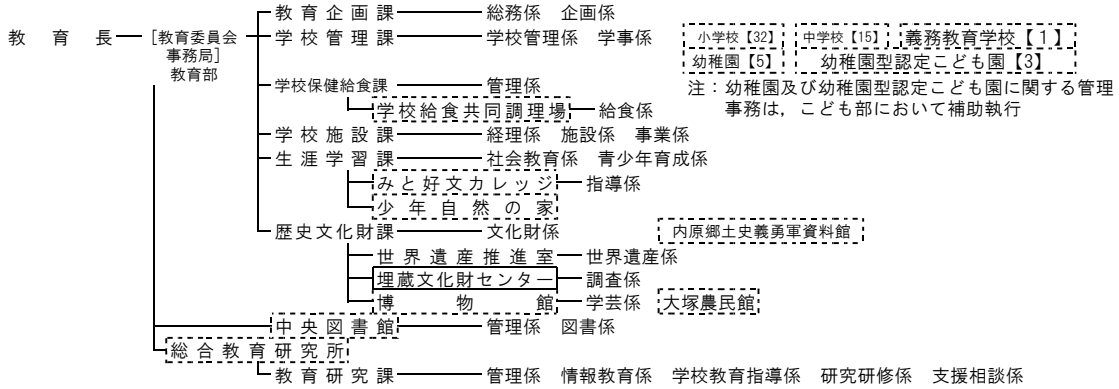 教育企画課 総務係 企画係
教育長 [教育委員会事務局]教育部 学校管理課 学校管理係 学事係 小学校【32】 中学校【15】 義務教育学校【1】
幼稚園【5】 幼稚園型認定こども園【3】
学校保健給食課 管理係 注：幼稚園及び幼稚園型認定こども園に関する管理
事務は，こども部において補助執行
学校給食共同調理場 給食係
学校施設課 経理係 施設係 事業係
生涯学習課 社会教育係 青少年育成係
みと好文カレッジ 指導係
少年自然の家
歴史文化財課 文化財係 内原郷土史義勇軍資料館
世界遺産推進室 世界遺産係
埋蔵文化財センター 調査係
博物館 学芸係 大塚農民館
中央図書館 管理係 図書係
総合教育研究所
教育研究課 管理係 情報教育係 学校教育指導係 研究研修係 支援相談係